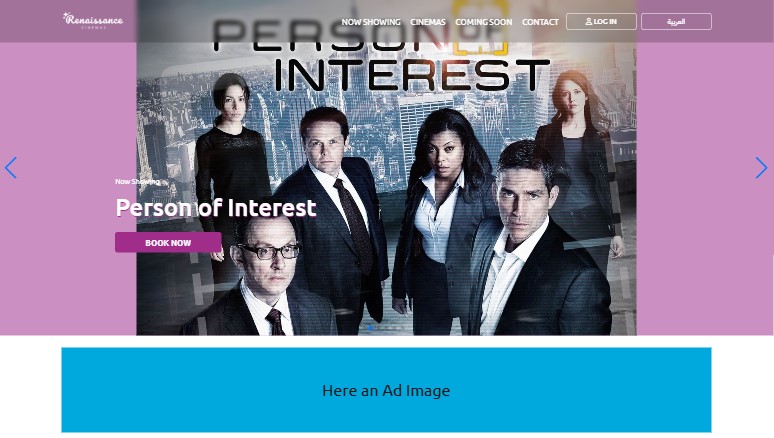 Renaissance
CINEMAS
NOW SHOWING
CINEMAS
COMING SOON
CONTACT
LOG IN
العربية
PERSON OF
INTEREST
Now Showing
Person of Interest
BOOK NOW
Here an Ad Image